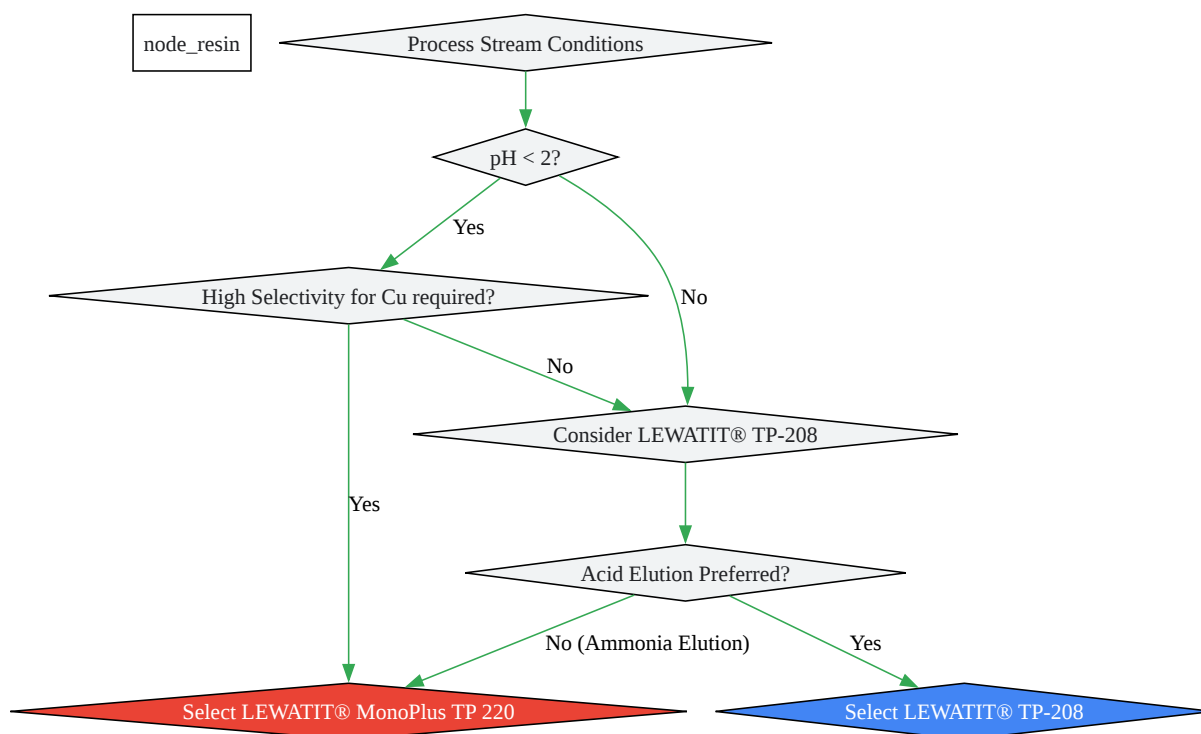 node_resin
Process Stream Conditions
pH < 2?
Yes
High Selectivity for Cu required?
No
No
Consider LEWATIT® TP-208
Yes
Acid Elution Preferred?
No (Ammonia Elution)
Yes
Select LEWATIT® MonoPlus TP 220
Select LEWATIT® TP-208